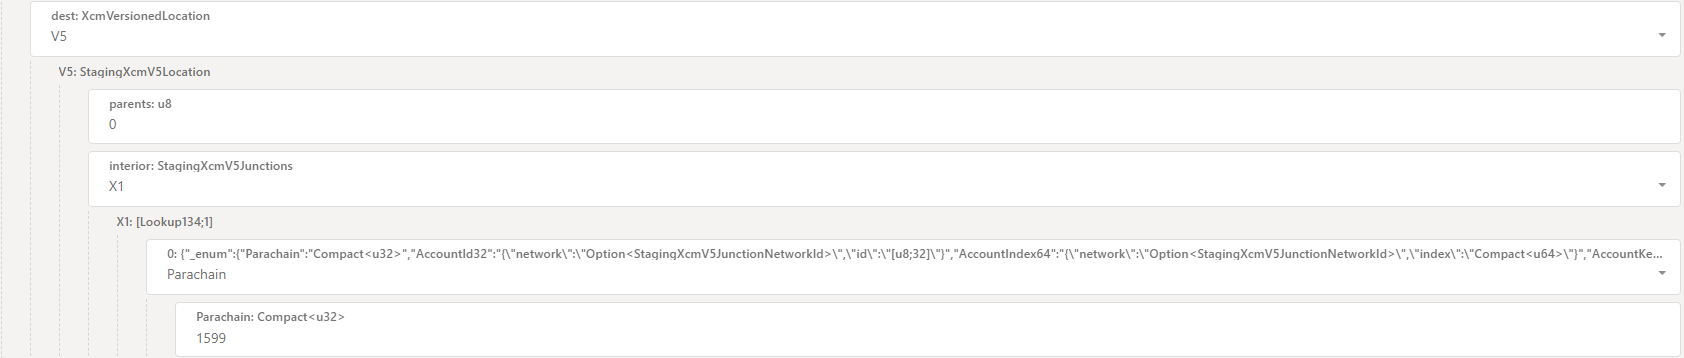 dest: XcmVersionedLocation
V5
V5: StagingXcmV5Location
parents: u8
0
interior: StagingXcmV5Junctions
X1
X1: [Lookup134;1]
0: {"_enum":{"Parachain":"Compact<u32>","AccountId32":"{\"network\":\"Option<StagingXcmV5JunctionNetworkId>\",\"id\":\"[u8;32]\"}","AccountIndex64":"{\"network\":\"Option<StagingXcmV5JunctionNetworkId>\",\"index\":\"Compact<u64>\"}","AccountKe...
Parachain
Parachain: Compact<u32>
1599